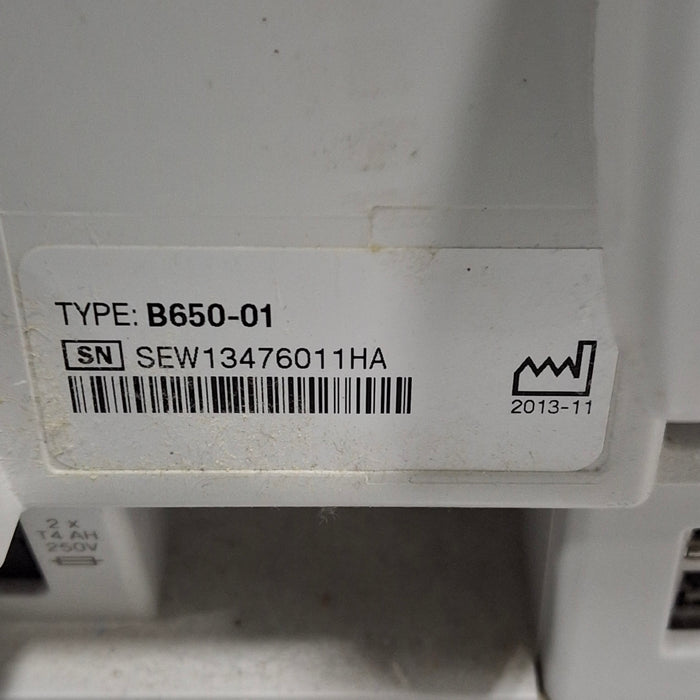 TYPE: B650-01
SN SEW13476011HA
2013-11
2 x
T4 AH
250V